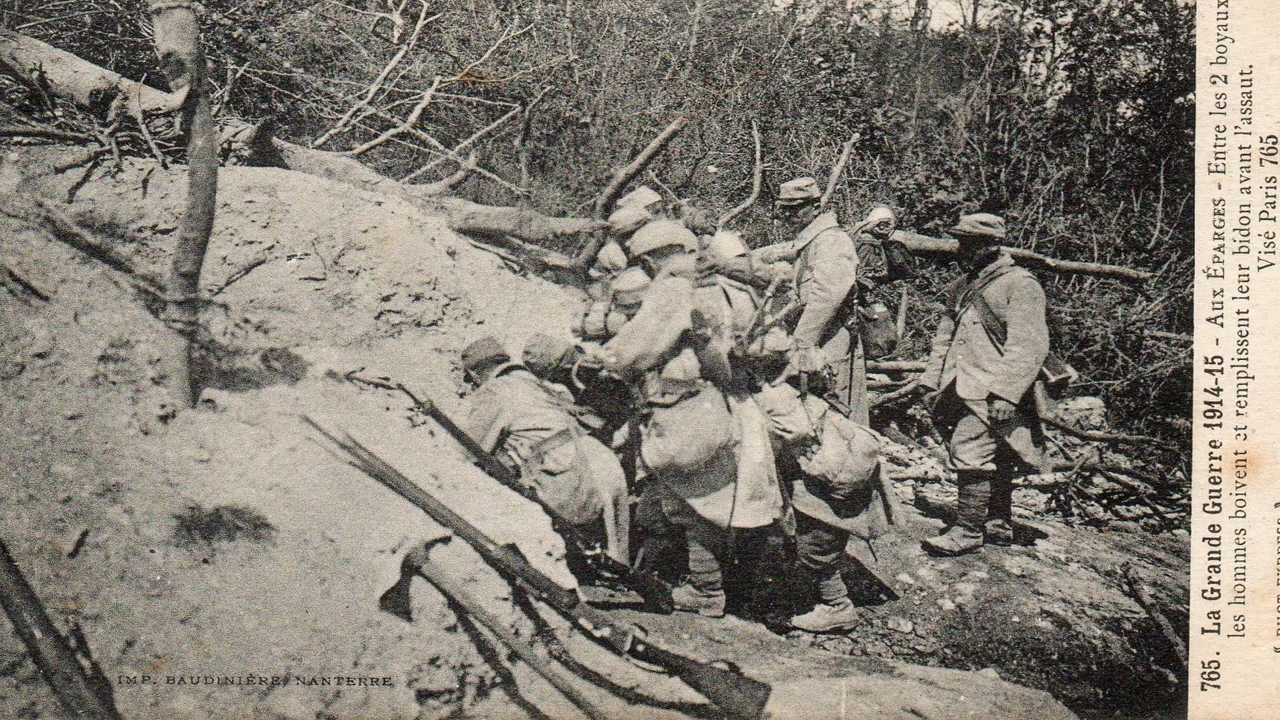 765. La Grande Guerre 1914-15 - Aux ÉPARGES - Entre les 2 boyaux
les hommes boivent et remplissent leur bidon avant l'assaut.
Visé Paris 765
IMP. BAUDINIÈRE, NANTERRE